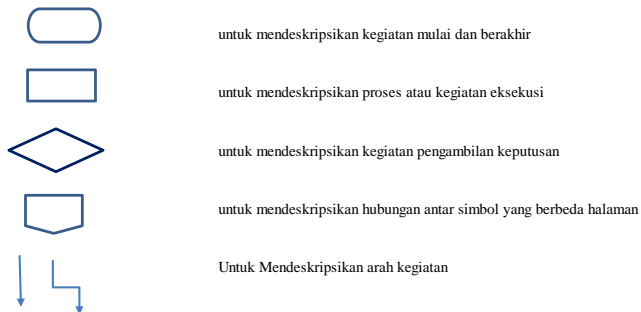 untuk mendeskripsikan kegiatan mulai dan berakhir
untuk mendeskripsikan proses atau kegiatan eksekusi
untuk mendeskripsikan kegiatan pengambilan keputusan
untuk mendeskripsikan hubungan antar simbol yang berbeda halaman
Untuk Mendeskripsikan arah kegiatan